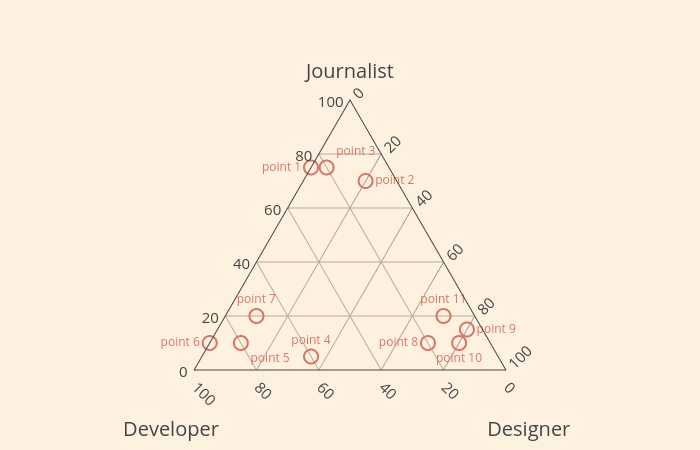 Journalist
100
0
80
point 3
20
point 1
point 2
60
40
40
60
point 7
point 11
80
20
point 6
point 4
point 8
point 9
point 5
point 10
100
0
100
80
60
40
20
0
Developer
Designer